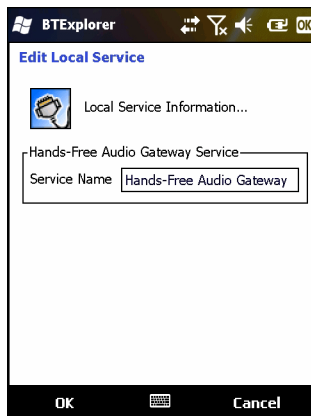 BTExplorer OK
Edit Local Service
Local Service Information...
Hands-Free Audio Gateway Service
Service Name Hands-Free Audio Gateway
OK Cancel